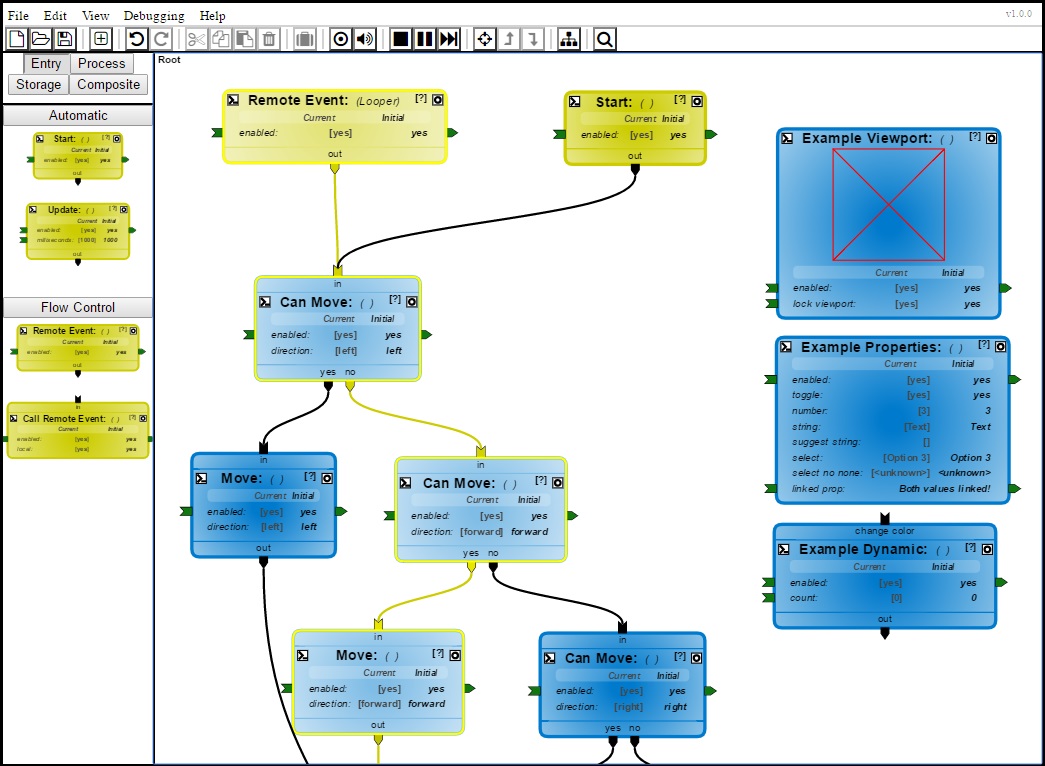 File Edit View Debugging Help
v1.0.0
Entry Process
Storage Composite
Automatic
Start: ( ) [?]
Current Initial
enabled: [yes] yes
out
Update: ( ) [?]
Current Initial
enabled: [yes] yes
milliseconds: [1000] 1000
out
Flow Control
Remote Event: ( ) [?]
Current Initial
enabled: [yes] yes
out
in
Call Remote Event: ( ) [?]
Current Initial
enabled: [yes] yes
local: [yes] yes
Root
Remote Event: (Looper) [?]
Current Initial
enabled: [yes] yes
out
Start: ( ) [?]
Current Initial
enabled: [yes] yes
out
in
Can Move: ( ) [?]
Current Initial
enabled: [yes] yes
direction: [left] left
yes no
in
Move: ( ) [?]
Current Initial
enabled: [yes] yes
direction: [left] left
out
in
Can Move: ( ) [?]
Current Initial
enabled: [yes] yes
direction: [forward] forward
yes no
in
Move: ( ) [?]
Current Initial
enabled: [yes] yes
direction: [forward] forward
out
in
Can Move: ( ) [?]
Current Initial
enabled: [yes] yes
direction: [right] right
yes no
Example Viewport: ( ) [?]
Current Initial
enabled: [yes] yes
lock viewport: [yes] yes
Example Properties: ( ) [?]
Current Initial
enabled: [yes] yes
toggle: [yes] yes
number: [3] 3
string: [Text] Text
suggest string: []
select: [Option 3] Option 3
select no none: [<unknown>] <unknown>
linked prop: Both values linked!
change color
Example Dynamic: ( ) [?]
Current Initial
enabled: [yes] yes
count: [0] 0
out